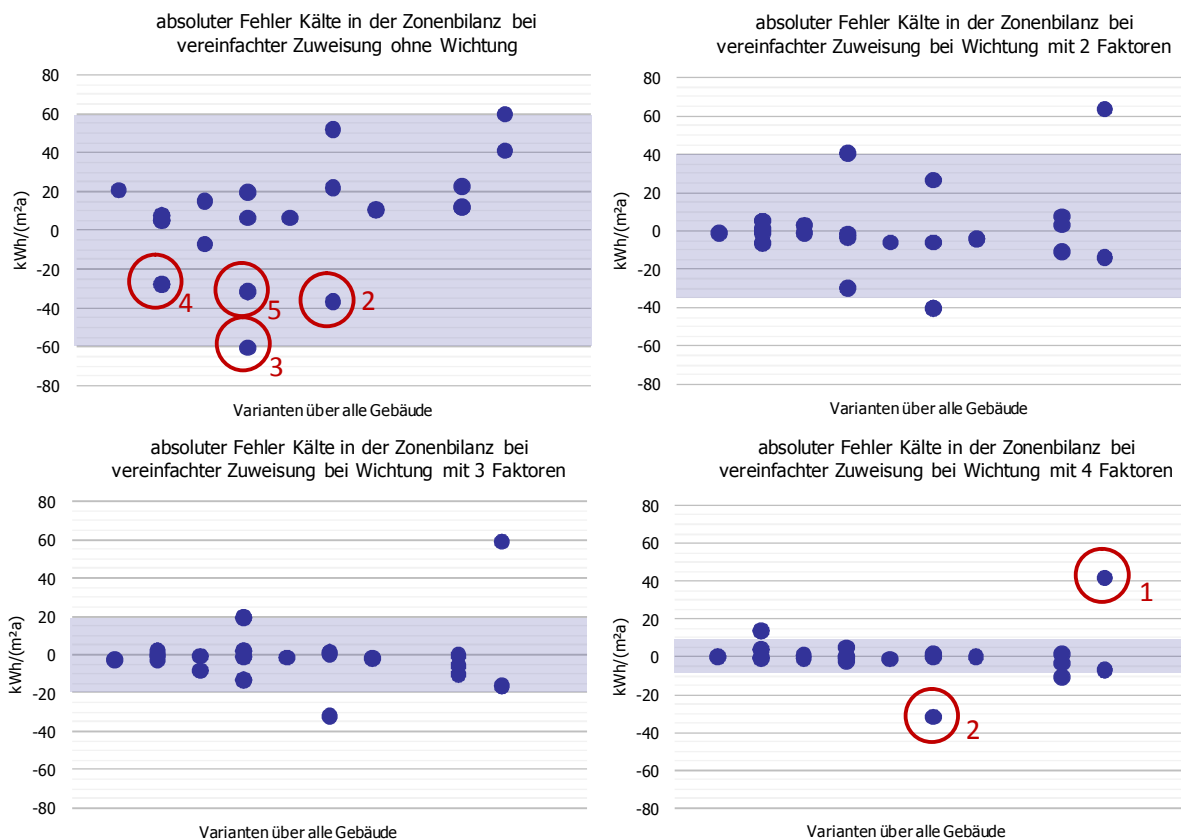 absoluter Fehler Kälte in der Zonenbilanz bei
vereinfachter Zuweisung ohne Wichtung
80
60
40
20
0
-20
-40
-60
-80
kWh/(m²a)
4
5
2
3
Varianten über alle Gebäude
absoluter Fehler Kälte in der Zonenbilanz bei
vereinfachter Zuweisung bei Wichtung mit 2 Faktoren
80
60
40
20
0
-20
-40
-60
-80
kWh/(m²a)
Varianten über alle Gebäude
absoluter Fehler Kälte in der Zonenbilanz bei
vereinfachter Zuweisung bei Wichtung mit 3 Faktoren
80
60
40
20
0
-20
-40
-60
-80
kWh/(m²a)
Varianten über alle Gebäude
absoluter Fehler Kälte in der Zonenbilanz bei
vereinfachter Zuweisung bei Wichtung mit 4 Faktoren
80
60
40
20
0
-20
-40
-60
-80
kWh/(m²a)
1
2
Varianten über alle Gebäude